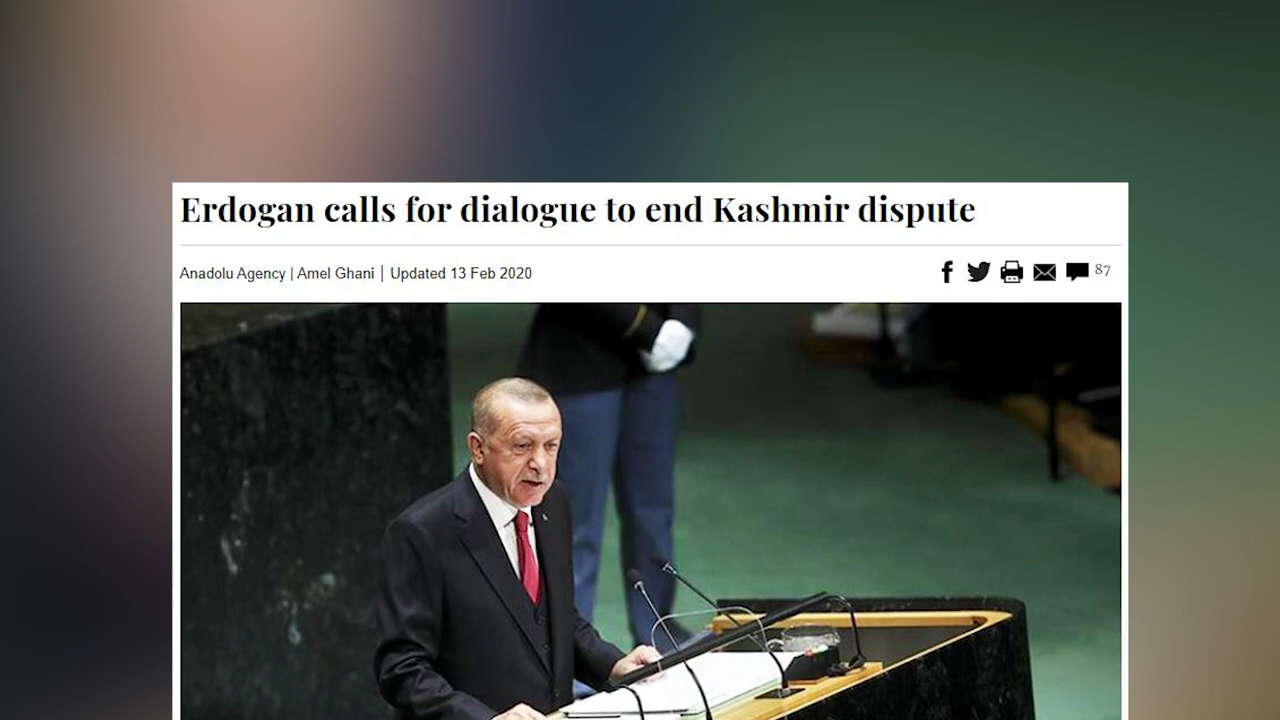 Erdogan calls for dialogue to end Kashmir dispute
Anadolu Agency | Amel Ghani | Updated 13 Feb 2020
87